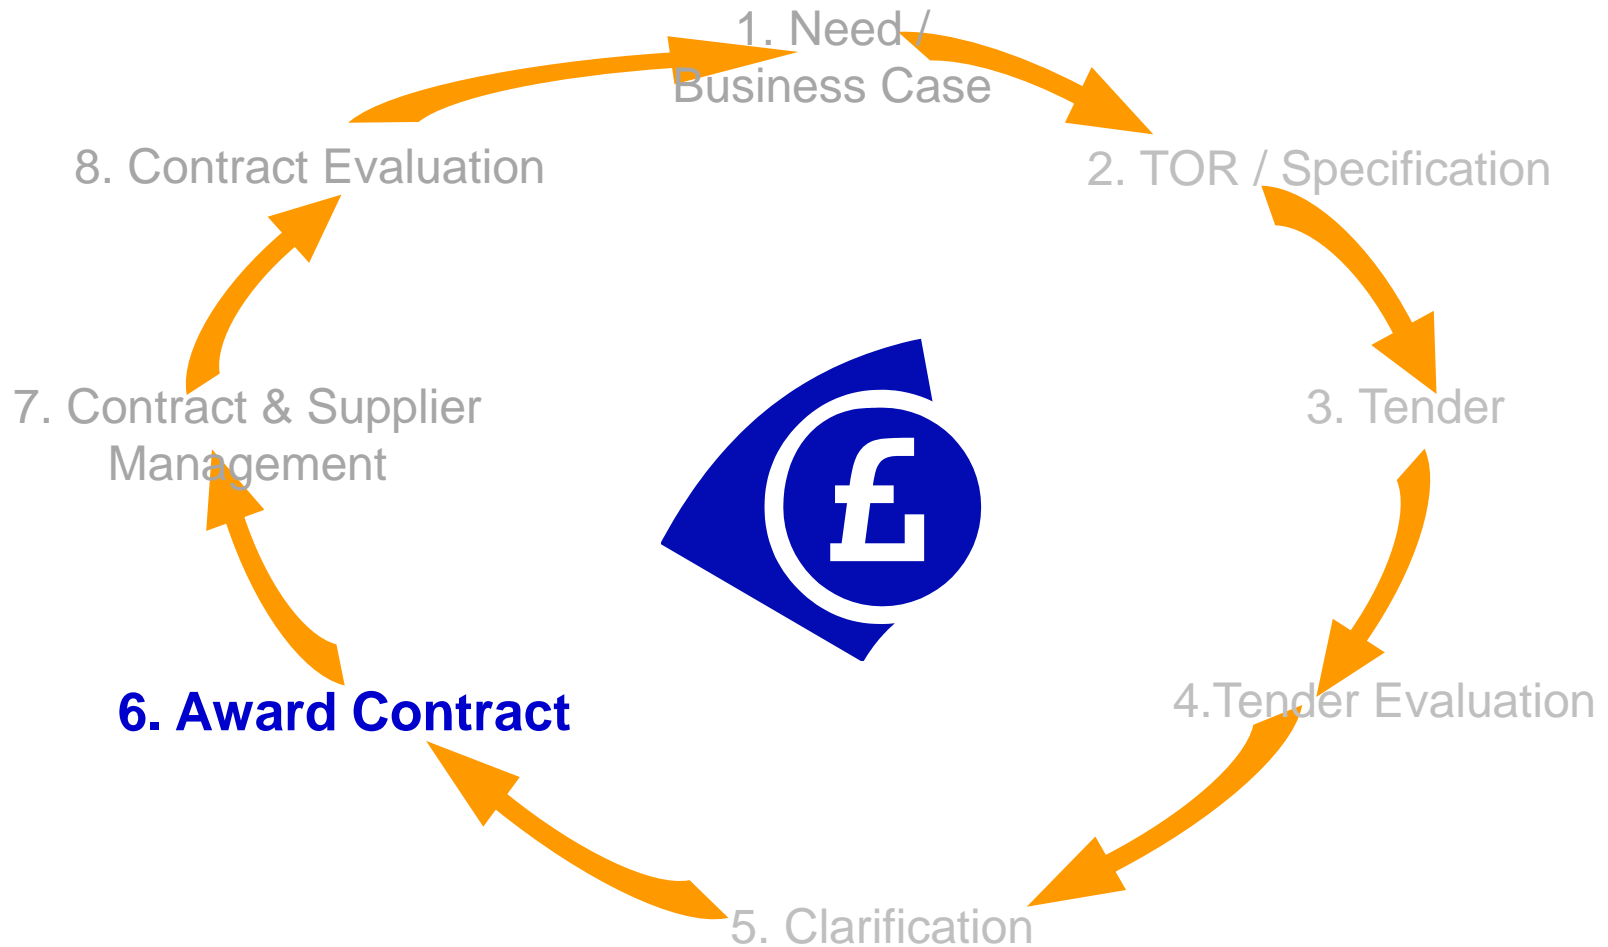 1. Need /
Business Case
2. TOR / Specification
3. Tender
4.Tender Evaluation
5. Clarification
6. Award Contract
7. Contract & Supplier
Management
8. Contract Evaluation
£